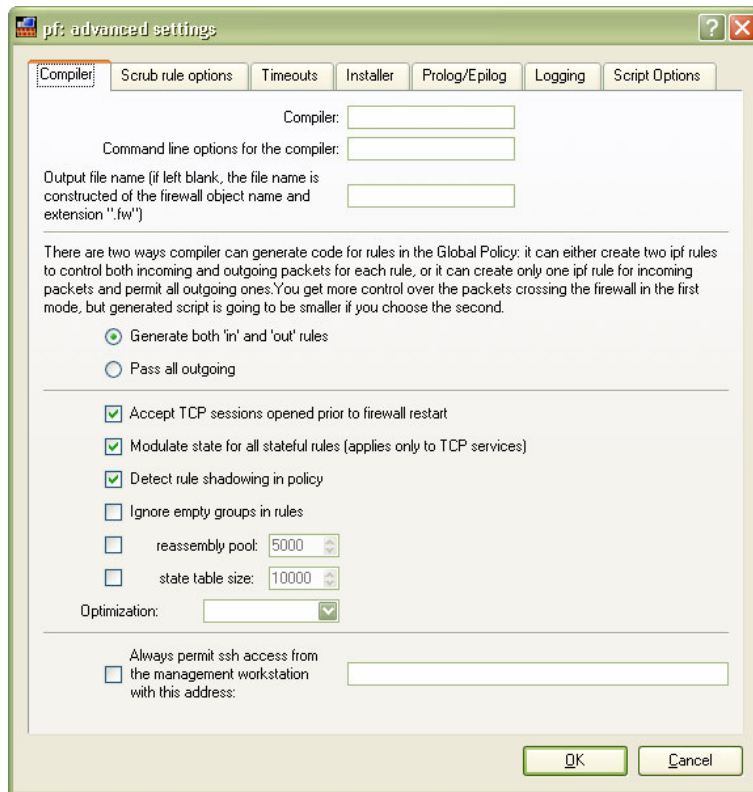 pf: advanced settings
Compiler Scrub rule options Timeouts Installer Prolog/Epilog Logging Script Options
Compiler:
Command line options for the compiler:
Output file name (if left blank, the file name is
constructed of the firewall object name and
extension ".fw")
There are two ways compiler can generate code for rules in the Global Policy: it can either create two ipf rules
to control both incoming and outgoing packets for each rule, or it can create only one ipf rule for incoming
packets and permit all outgoing ones.You get more control over the packets crossing the firewall in the first
mode, but generated script is going to be smaller if you choose the second.
Generate both 'in' and 'out' rules
Pass all outgoing
Accept TCP sessions opened prior to firewall restart
Modulate state for all stateful rules (applies only to TCP services)
Detect rule shadowing in policy
Ignore empty groups in rules
reassembly pool: 5000
state table size: 10000
Optimization:
Always permit ssh access from
the management workstation
with this address:
OK Cancel